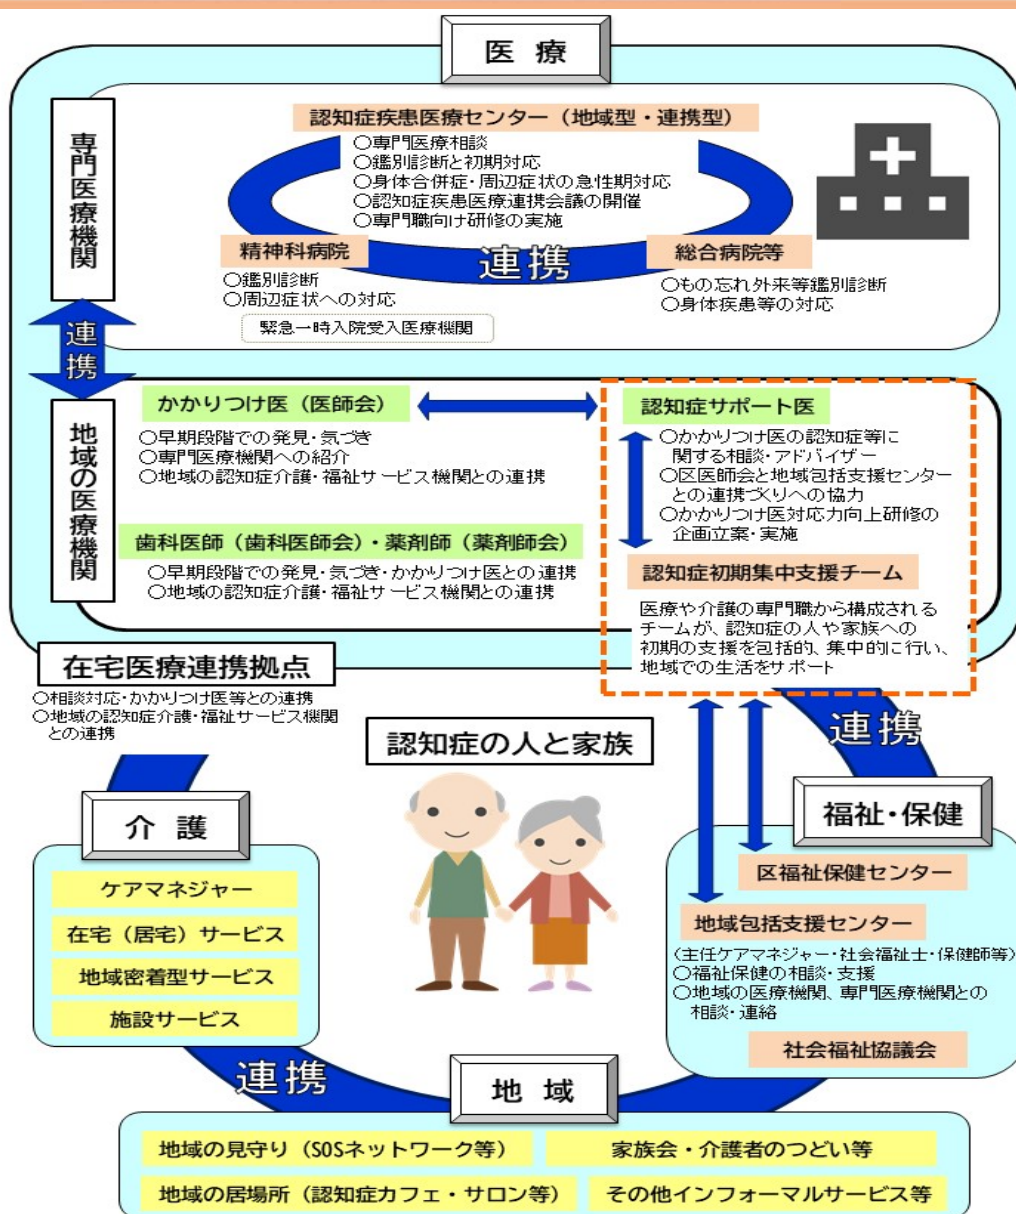 医療
専門医療機関
認知症疾患医療センター（地域型・連携型）
○専門医療相談
○鑑別診断と初期対応
○身体合併症・周辺症状の急性期対応
○認知症疾患医療連携会議の開催
○専門職向け研修の実施
精神科病院
○鑑別診断
○周辺症状への対応
緊急一時入院受入医療機関
連携
総合病院等
○もの忘れ外来等鑑別診断
○身体疾患等の対応
連携
地域の医療機関
かかりつけ医（医師会）
○早期段階での発見・気づき
○専門医療機関への紹介
○地域の認知症介護・福祉サービス機関との連携
歯科医師（歯科医師会）・薬剤師（薬剤師会）
○早期段階での発見・気づき・かかりつけ医との連携
○地域の認知症介護・福祉サービス機関との連携
認知症サポート医
○かかりつけ医の認知症等に
関する相談・アドバイザー
○区医師会と地域包括支援センター
との連携づくりへの協力
○かかりつけ医対応力向上研修の
企画立案・実施
認知症初期集中支援チーム
医療や介護の専門職から構成される
チームが、認知症の人や家族への
初期の支援を包括的、集中的に行い、
地域での生活をサポート
在宅医療連携拠点
○相談対応・かかりつけ医等との連携
○地域の認知症介護・福祉サービス機関
との連携
連携
認知症の人と家族
介護
ケアマネジャー
在宅（居宅）サービス
地域密着型サービス
施設サービス
福祉・保健
区福祉保健センター
地域包括支援センター
（主任ケアマネジャー・社会福祉士・保健師等）
○福祉保健の相談・支援
○地域の医療機関、専門医療機関との
相談・連絡
社会福祉協議会
連携
地域
地域の見守り（SOSネットワーク等）
家族会・介護者のつどい等
地域の居場所（認知症カフェ・サロン等）
その他インフォーマルサービス等